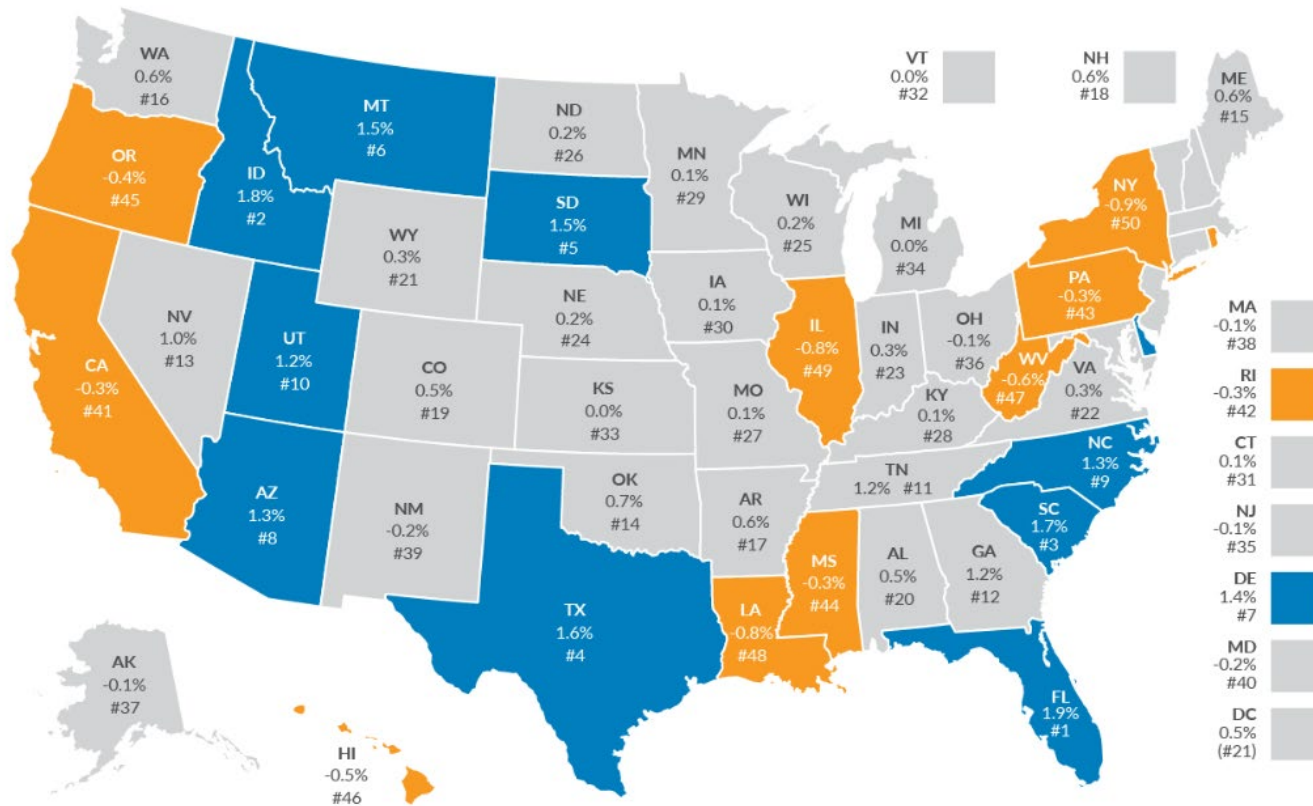 WA
0.6%
#16
OR
-0.4%
#45
CA
-0.3%
#41
NV
1.0%
#13
ID
1.8%
#2
MT
1.5%
#6
WY
0.3%
#21
UT
1.2%
#10
AZ
1.3%
#8
CO
0.5%
#19
NM
-0.2%
#39
ND
0.2%
#26
SD
1.5%
#5
NE
0.2%
#24
KS
0.0%
#33
OK
0.7%
#14
TX
1.6%
#4
MN
0.1%
#29
IA
0.1%
#30
MO
0.1%
#27
AR
0.6%
#17
LA
-0.8%
#48
WI
0.2%
#25
IL
-0.8%
#49
MS
-0.3%
#44
MI
0.0%
#34
IN
0.3%
#23
KY
0.1%
#28
TN
1.2% #11
AL
0.5%
#20
OH
-0.1%
#36
GA
1.2%
#12
FL
1.9%
#1
SC
1.7%
#3
NC
1.3%
#9
VA
0.3%
#22
WV
-0.6%
#47
PA
-0.3%
#43
NY
-0.9%
#50
VT
0.0%
#32
NH
0.6%
#18
ME
0.6%
#15
MA
-0.1%
#38
RI
-0.3%
#42
CT
0.1%
#31
NJ
-0.1%
#35
DE
1.4%
#7
MD
-0.2%
#40
DC
0.5%
(#21)
AK
-0.1%
#37
HI
-0.5%
#46